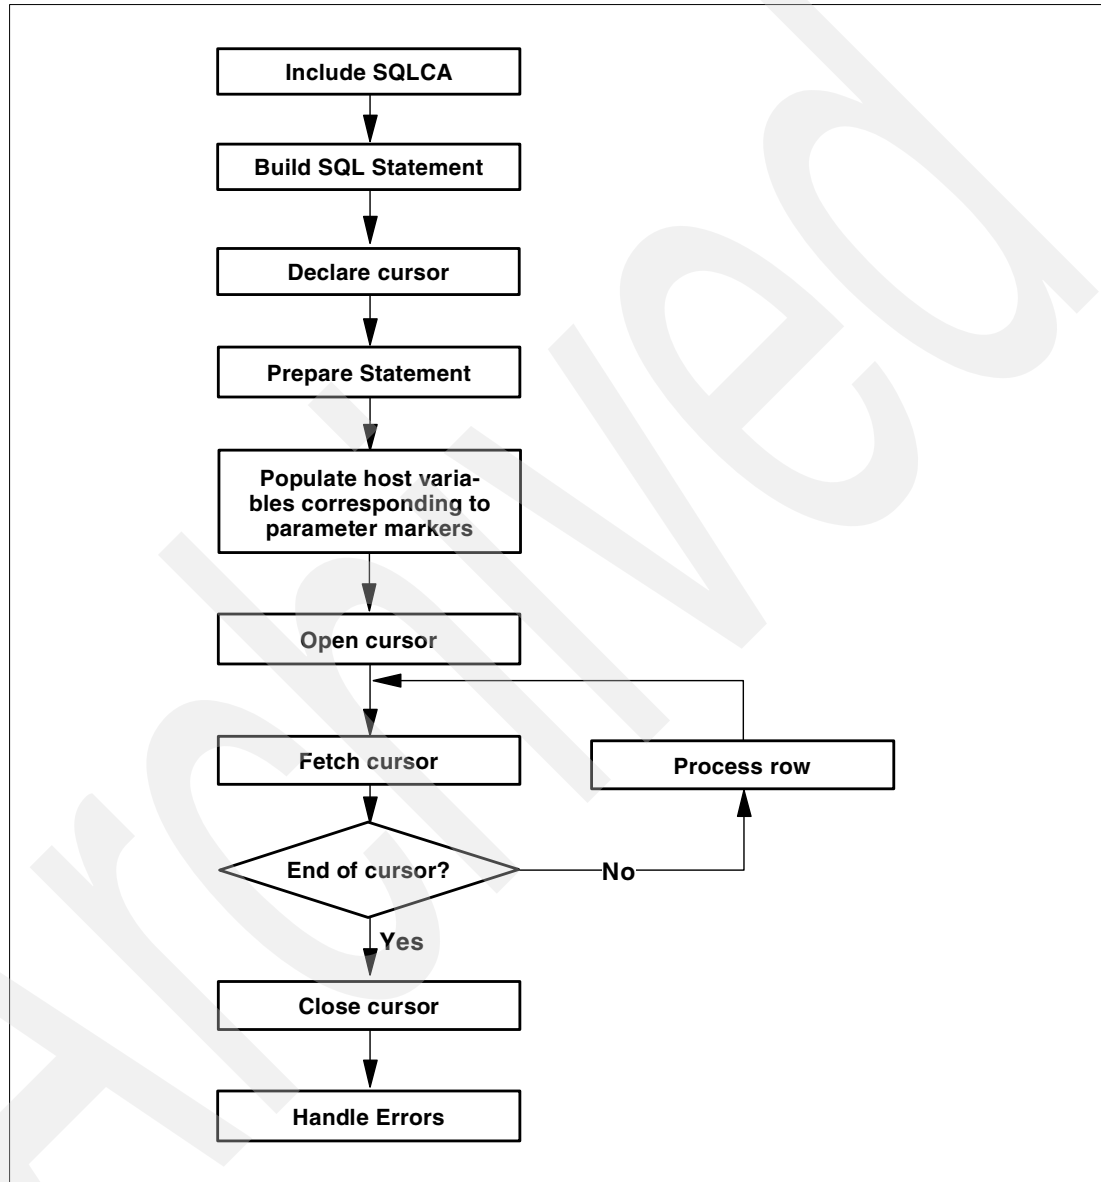 Include SQLCA
Build SQL Statement
Declare cursor
Prepare Statement
Populate host varia-
bles corresponding to
parameter markers
Open cursor
Fetch cursor
Process row
End of cursor?
No
Yes
Close cursor
Handle Errors
Archived